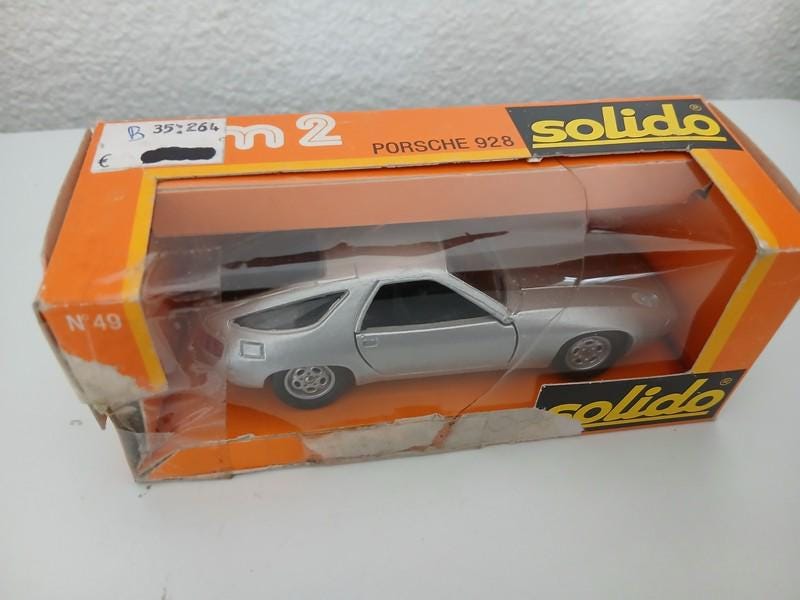 B 35:264
€
m 2
PORSCHE 928
solido®
N°49
solido®